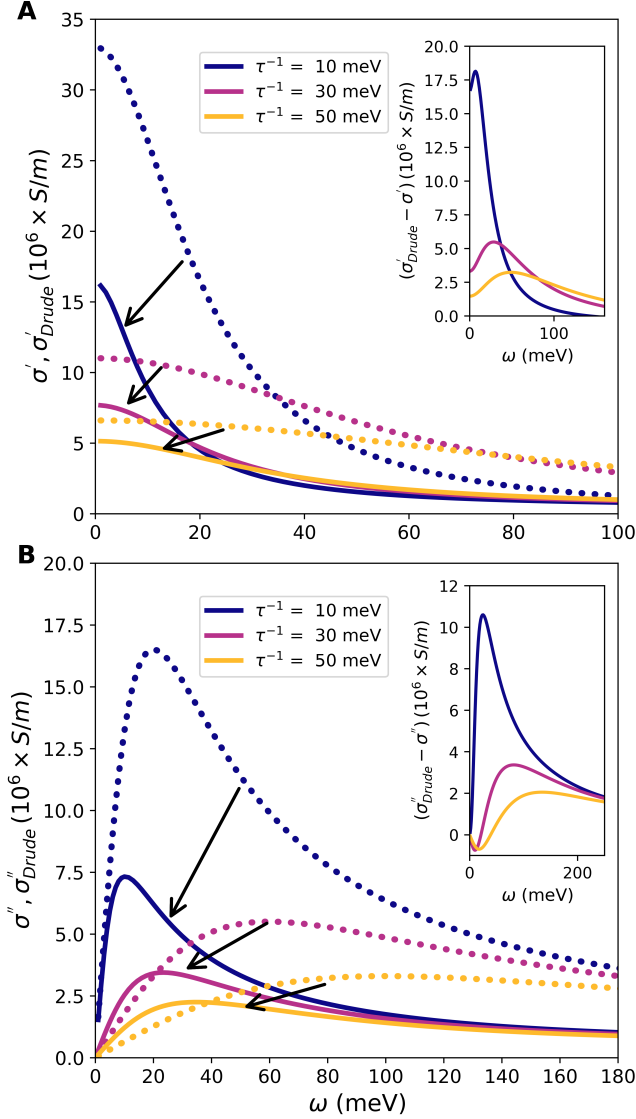 A
35
30
25
20
15
10
5
0
σ′, σ′Drude (10⁶ × S/m)
τ⁻¹ = 10 meV
τ⁻¹ = 30 meV
τ⁻¹ = 50 meV
0 20 40 60 80 100
20.0
17.5
15.0
12.5
10.0
7.5
5.0
2.5
0.0
(σ′Drude − σ′) (10⁶ × S/m)
0 100
ω (meV)
B
20.0
17.5
15.0
12.5
10.0
7.5
5.0
2.5
0.0
σ″, σ″Drude (10⁶ × S/m)
τ⁻¹ = 10 meV
τ⁻¹ = 30 meV
τ⁻¹ = 50 meV
12
10
8
6
4
2
0
(σ″Drude − σ″) (10⁶ × S/m)
0 200
ω (meV)
0 20 40 60 80 100 120 140 160 180
ω (meV)